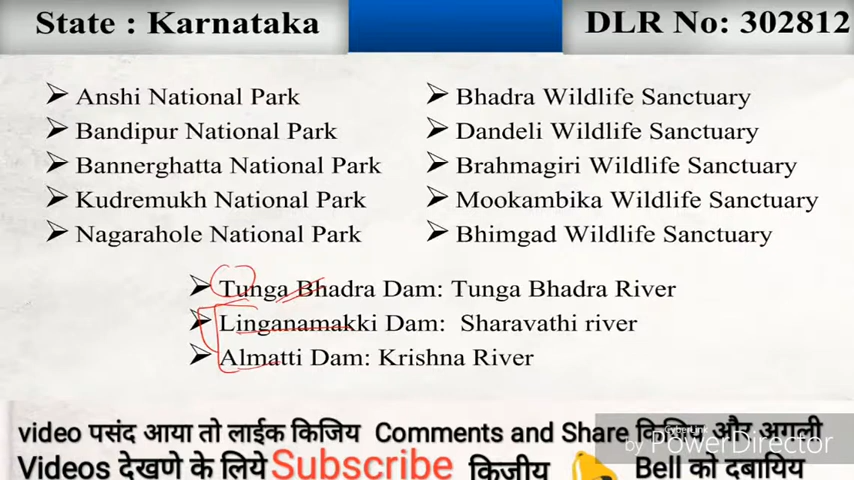 State : Karnataka
DLR No: 302812
Anshi National Park
Bandipur National Park
Bannerghatta National Park
Kudremukh National Park
Nagarahole National Park
Bhadra Wildlife Sanctuary
Dandeli Wildlife Sanctuary
Brahmagiri Wildlife Sanctuary
Mookambika Wildlife Sanctuary
Bhimgad Wildlife Sanctuary
Tunga Bhadra Dam: Tunga Bhadra River
Linganamakki Dam: Sharavathi river
Almatti Dam: Krishna River
video पसंद आया तो लाईक किजिय Comments and Share किजिय और अगली
Videos देखणे के लिये Subscribe किजीय Bell को दबायिय
CyberLink
by PowerDirector